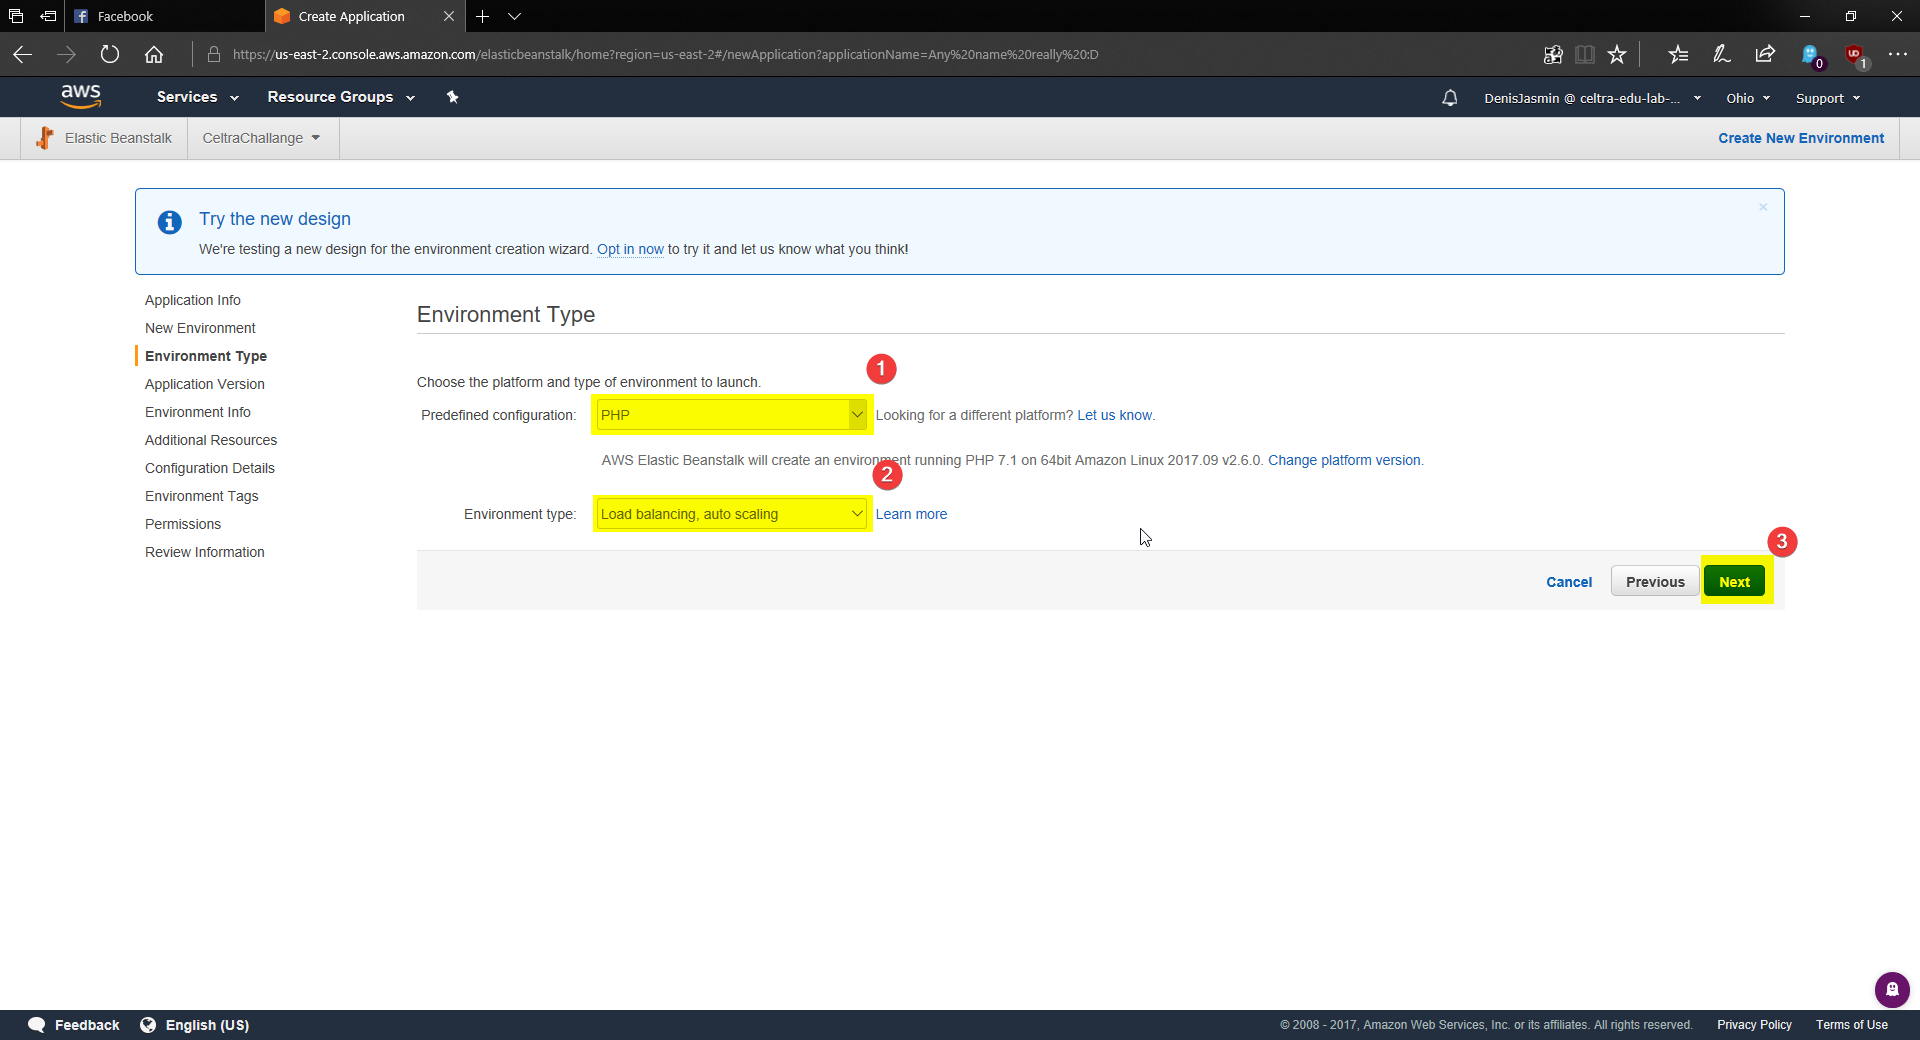 Facebook
Create Application
https://us-east-2.console.aws.amazon.com/elasticbeanstalk/home?region=us-east-2#/newApplication?applicationName=Any%20name%20really%20:D
0
UD
1
aws
Services
Resource Groups
DenisJasmin @ celtra-edu-lab-...
Ohio
Support
Elastic Beanstalk
CeltraChallange
Create New Environment
Try the new design
We're testing a new design for the environment creation wizard. Opt in now to try it and let us know what you think!
Application Info
New Environment
Environment Type
Application Version
Environment Info
Additional Resources
Configuration Details
Environment Tags
Permissions
Review Information
Environment Type
1
Choose the platform and type of environment to launch.
Predefined configuration: PHP Looking for a different platform? Let us know.
AWS Elastic Beanstalk will create an environment running PHP 7.1 on 64bit Amazon Linux 2017.09 v2.6.0. Change platform version.
2
Environment type: Load balancing, auto scaling Learn more
3
Cancel
Previous
Next
Feedback
English (US)
© 2008 - 2017, Amazon Web Services, Inc. or its affiliates. All rights reserved.
Privacy Policy
Terms of Use